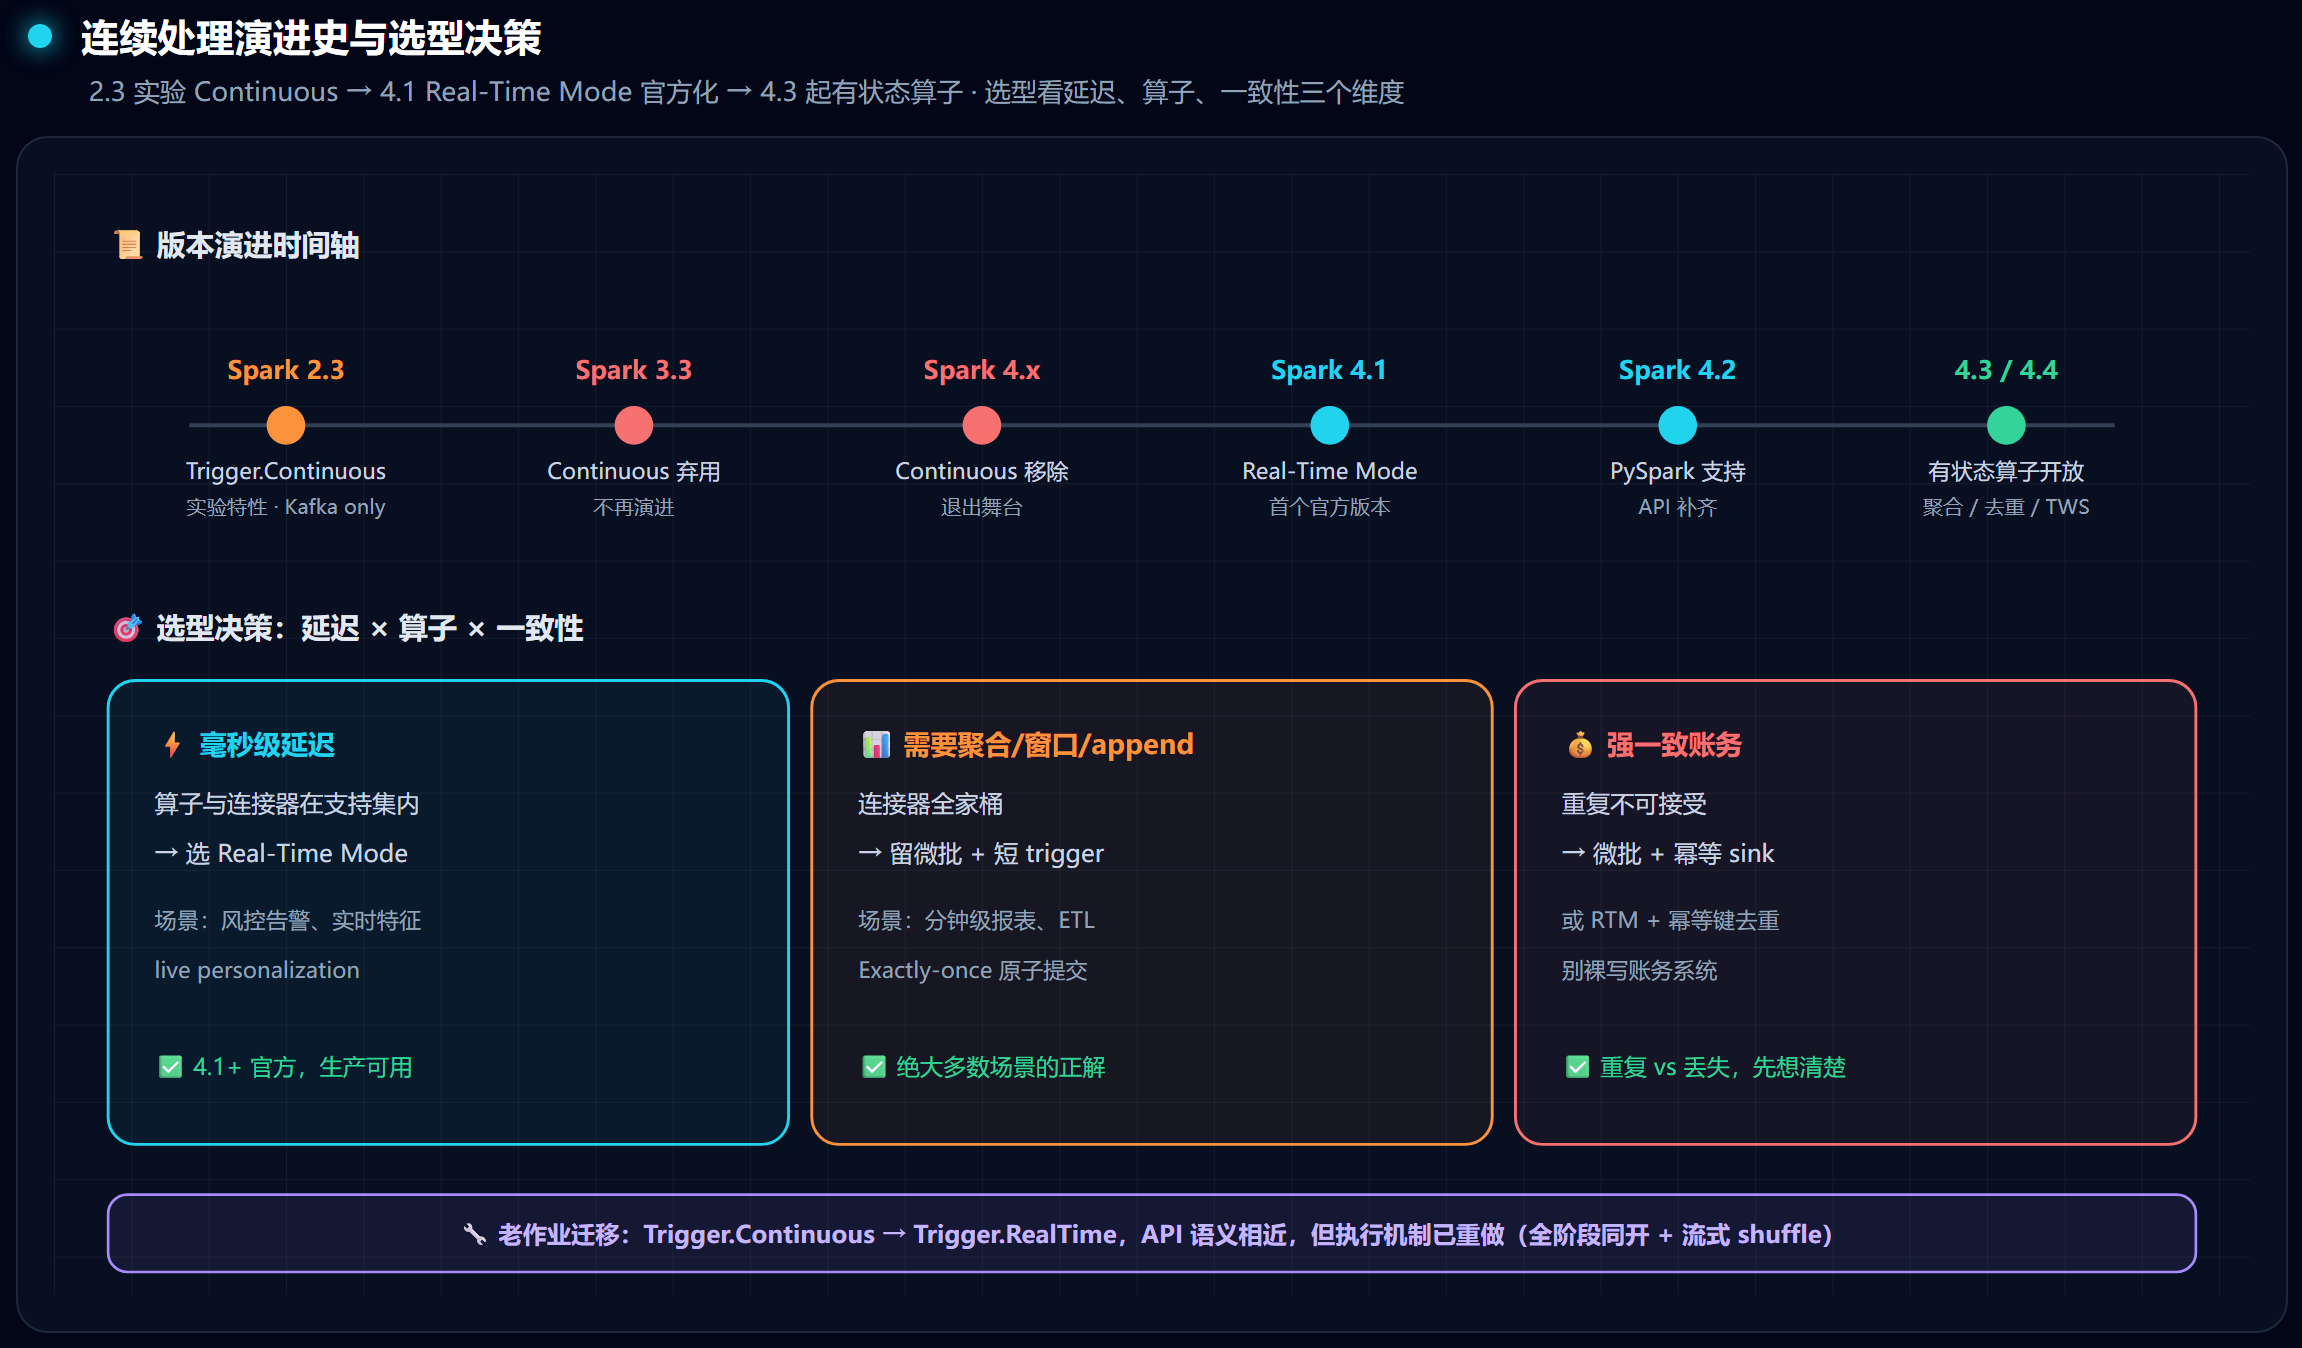 连续处理演进史与选型决策
2.3 实验 Continuous → 4.1 Real-Time Mode 官方化 → 4.3 起有状态算子 · 选型看延迟、算子、一致性三个维度
📜 版本演进时间轴
Spark 2.3
Trigger.Continuous
实验特性 · Kafka only
Spark 3.3
Continuous 弃用
不再演进
Spark 4.x
Continuous 移除
退出舞台
Spark 4.1
Real-Time Mode
首个官方版本
Spark 4.2
PySpark 支持
API 补齐
4.3 / 4.4
有状态算子开放
聚合 / 去重 / TWS
🎯 选型决策：延迟 × 算子 × 一致性
⚡ 毫秒级延迟
算子与连接器在支持集内
→ 选 Real-Time Mode
场景：风控告警、实时特征
live personalization
✅ 4.1+ 官方，生产可用
📊 需要聚合/窗口/append
连接器全家桶
→ 留微批 + 短 trigger
场景：分钟级报表、ETL
Exactly-once 原子提交
✅ 绝大多数场景的正解
💰 强一致账务
重复不可接受
→ 微批 + 幂等 sink
或 RTM + 幂等键去重
别裸写账务系统
✅ 重复 vs 丢失，先想清楚
🔧 老作业迁移：Trigger.Continuous → Trigger.RealTime，API 语义相近，但执行机制已重做（全阶段同开 + 流式 shuffle）